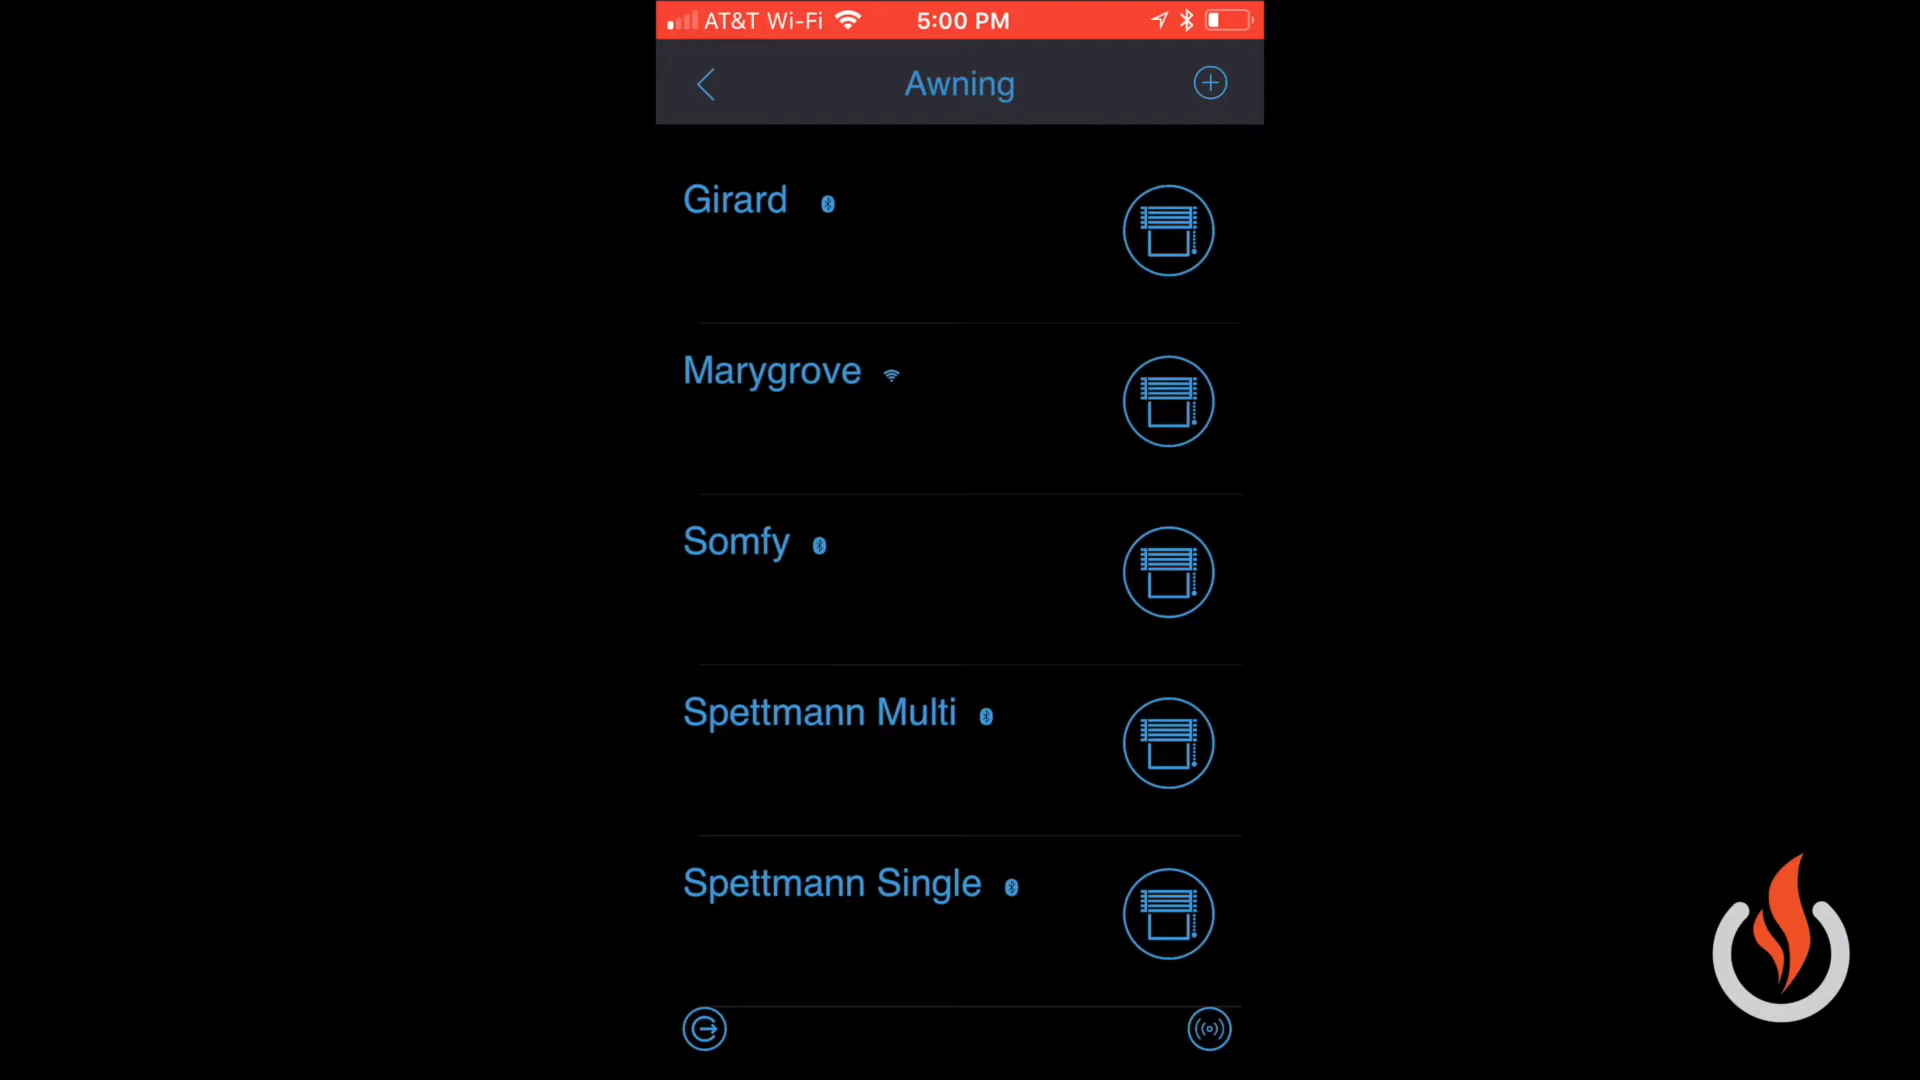 AT&T Wi-Fi 5:00 PM
Awning
Girard
Marygrove
Somfy
Spettmann Multi
Spettmann Single